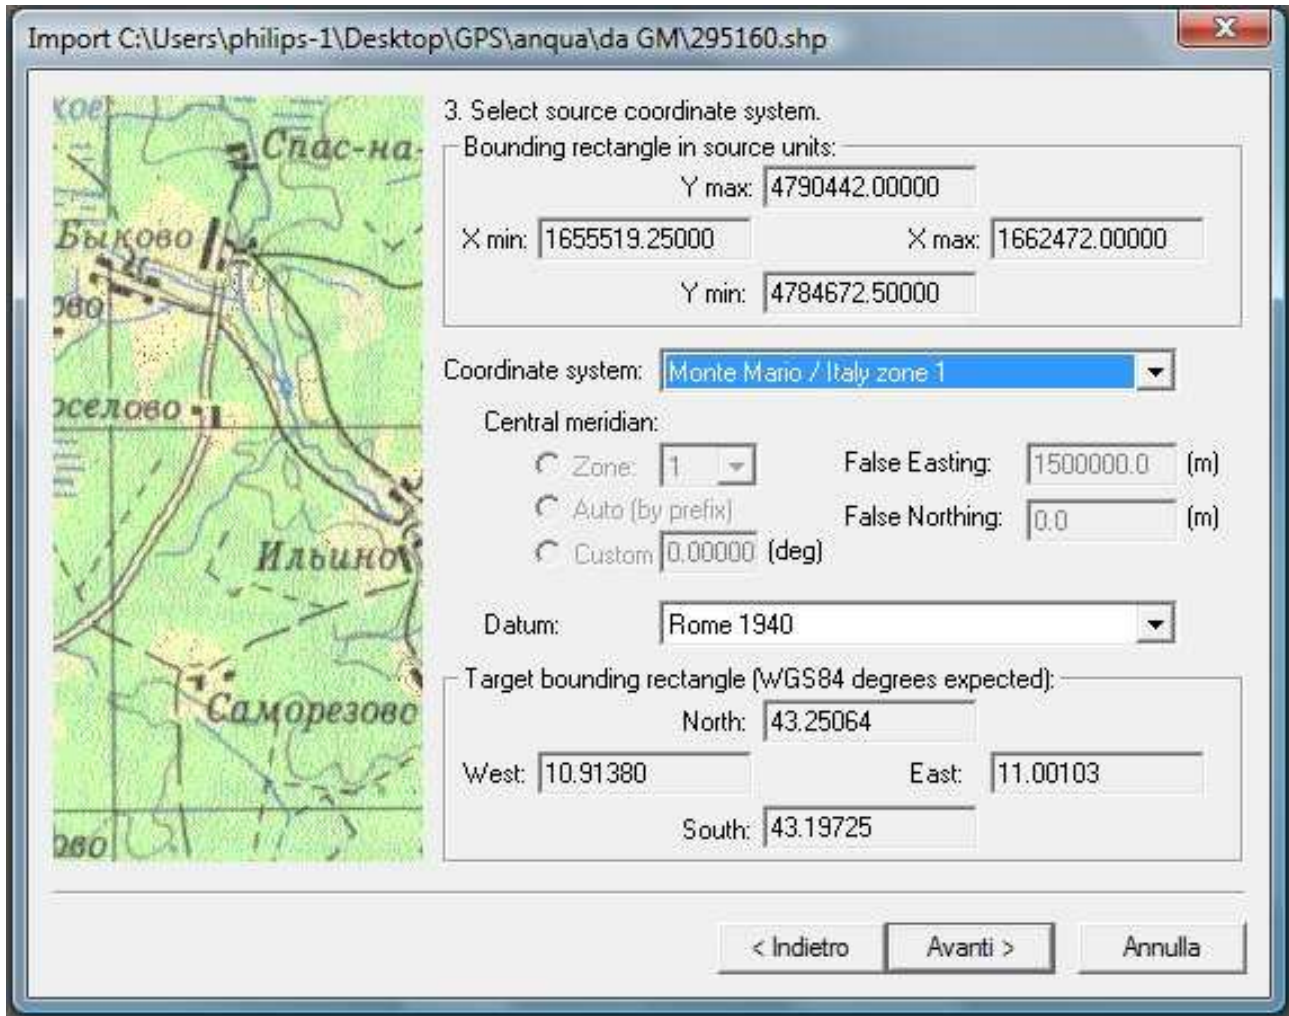 Import C:\Users\philips-1\Desktop\GPS\anqua\da GM\295160.shp
кое
Спас-на-
Быково
ово
оселово
Ильино
Саморезово
ово
3. Select source coordinate system.
Bounding rectangle in source units:
Y max: 4790442.00000
X min: 1655519.25000 X max: 1662472.00000
Y min: 4784672.50000
Coordinate system: Monte Mario / Italy zone 1
Central meridian:
Zone: 1 False Easting: 1500000.0 (m)
Auto (by prefix) False Northing: 0.0 (m)
Custom 0.00000 (deg)
Datum: Rome 1940
Target bounding rectangle (WGS84 degrees expected):
North: 43.25064
West: 10.91380 East: 11.00103
South: 43.19725
< Indietro Avanti > Annulla